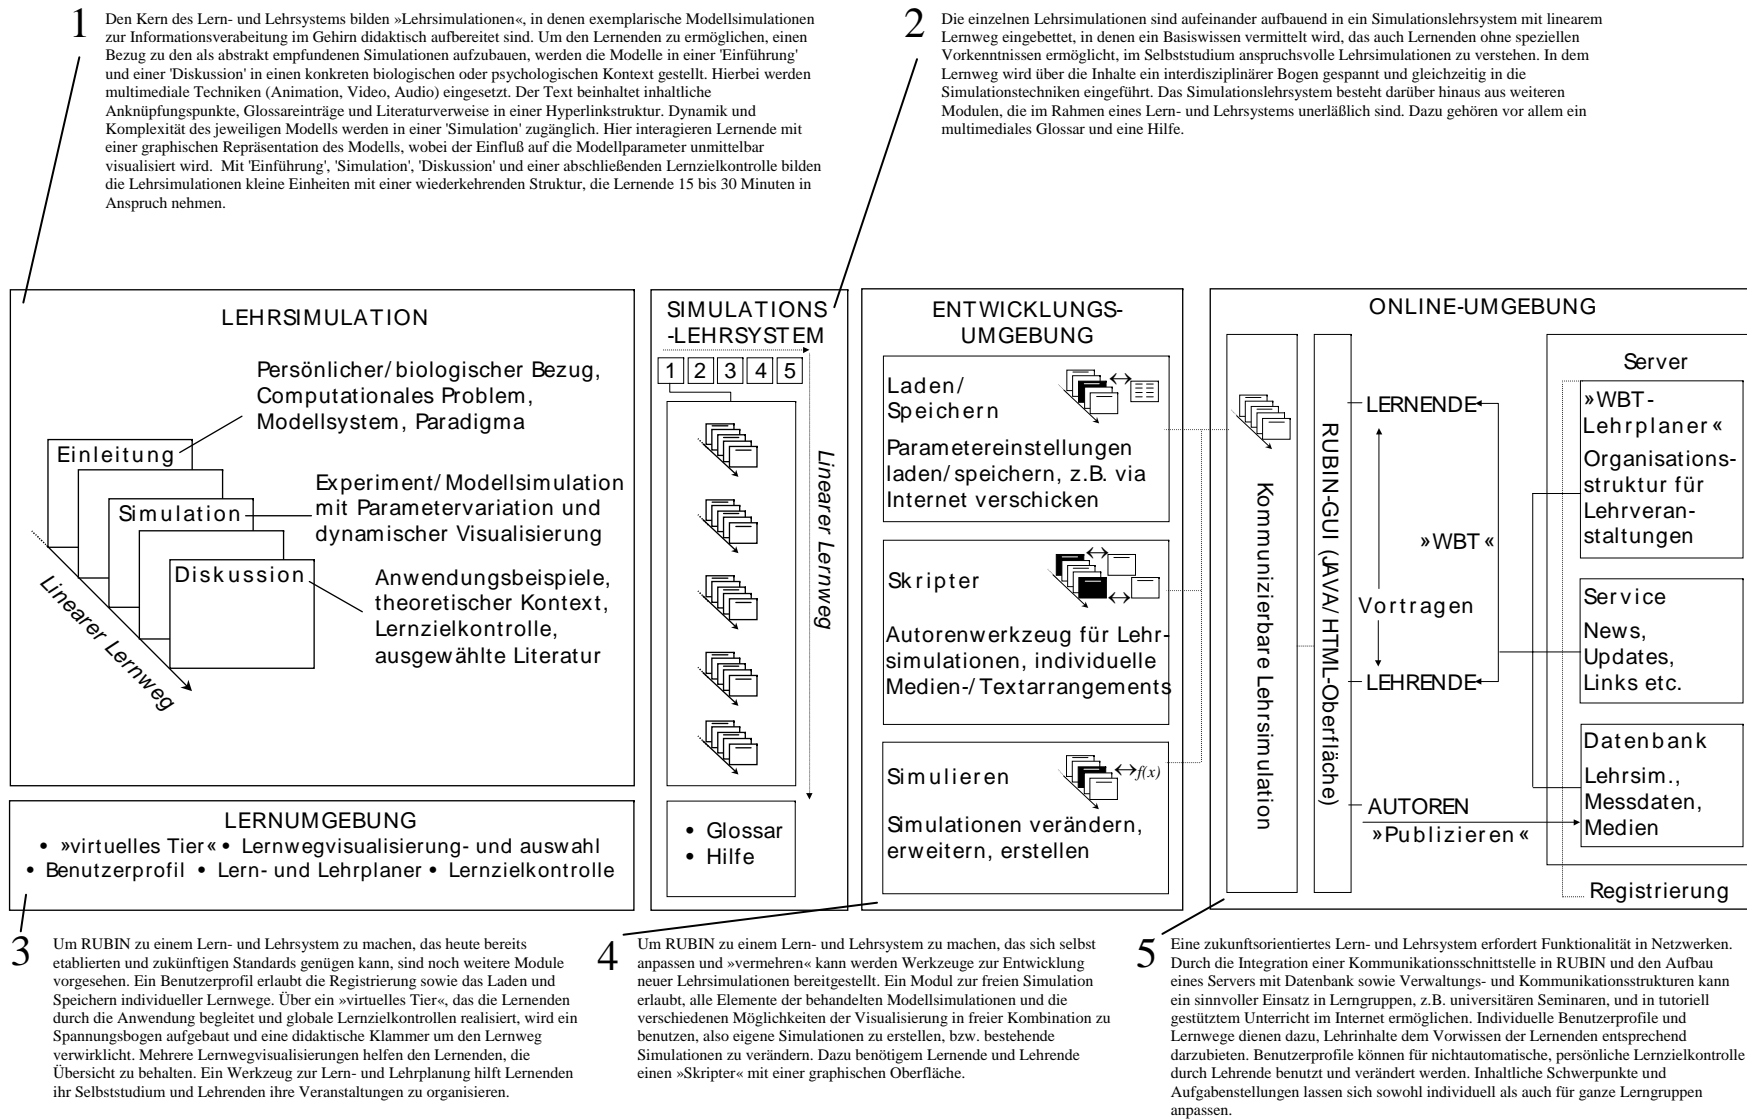 1
Den Kern des Lern- und Lehrsystems bilden »Lehrsimulationen«, in denen exemplarische Modellsimulationen
zur Informationsverabeitung im Gehirn didaktisch aufbereitet sind. Um den Lernenden zu ermöglichen, einen
Bezug zu den als abstrakt empfundenen Simulationen aufzubauen, werden die Modelle in einer 'Einführung'
und einer 'Diskussion' in einen konkreten biologischen oder psychologischen Kontext gestellt. Hierbei werden
multimediale Techniken (Animation, Video, Audio) eingesetzt. Der Text beinhaltet inhaltliche
Anknüpfungspunkte, Glossareinträge und Literaturverweise in einer Hyperlinkstruktur. Dynamik und
Komplexität des jeweiligen Modells werden in einer 'Simulation' zugänglich. Hier interagieren Lernende mit
einer graphischen Repräsentation des Modells, wobei der Einfluß auf die Modellparameter unmittelbar
visualisiert wird. Mit 'Einführung', 'Simulation', 'Diskussion' und einer abschließenden Lernzielkontrolle bilden
die Lehrsimulationen kleine Einheiten mit einer wiederkehrenden Struktur, die Lernende 15 bis 30 Minuten in
Anspruch nehmen.
2
Die einzelnen Lehrsimulationen sind aufeinander aufbauend in ein Simulationslehrsystem mit linearem
Lernweg eingebettet, in denen ein Basiswissen vermittelt wird, das auch Lernenden ohne speziellen
Vorkenntnissen ermöglicht, im Selbststudium anspruchsvolle Lehrsimulationen zu verstehen. In dem
Lernweg wird über die Inhalte ein interdisziplinärer Bogen gespannt und gleichzeitig in die
Simulationstechniken eingeführt. Das Simulationslehrsystem besteht darüber hinaus aus weiteren
Modulen, die im Rahmen eines Lern- und Lehrsystems unerläßlich sind. Dazu gehören vor allem ein
multimediales Glossar und eine Hilfe.
LEHRSIMULATION
Persönlicher/biologischer Bezug,
Computationales Problem,
Modellsystem, Paradigma
Einleitung
Experiment/Modellsimulation
mit Parametervariation und
dynamischer Visualisierung
Simulation
Diskussion
Anwendungsbeispiele,
theoretischer Kontext,
Lernzielkontrolle,
ausgewählte Literatur
Linearer Lernweg
LERNUMGEBUNG
• »virtuelles Tier« • Lernwegvisualisierung- und auswahl
• Benutzerprofil • Lern- und Lehrplaner • Lernzielkontrolle
SIMULATIONS
-LEHRSYSTEM
1 2 3 4 5
Linearer Lernweg
• Glossar
• Hilfe
ENTWICKLUNGS-
UMGEBUNG
Laden/
Speichern
Parametereinstellungen
laden/speichern, z.B. via
Internet verschicken
Skripter
Autorenwerkzeug für Lehr-
simulationen, individuelle
Medien-/Textarrangements
Simulieren
f(x)
Simulationen verändern,
erweitern, erstellen
ONLINE-UMGEBUNG
Kommunizierbare Lehrsimulation
RUBIN-GUI (JAVA/HTML-Oberfläche)
LERNENDE
»WBT«
Vortragen
LEHRENDE
AUTOREN
»Publizieren«
Server
»WBT-
Lehrplaner«
Organisations-
struktur für
Lehrveran-
staltungen
Service
News,
Updates,
Links etc.
Datenbank
Lehrsim.,
Messdaten,
Medien
Registrierung
3
Um RUBIN zu einem Lern- und Lehrsystem zu machen, das heute bereits
etablierten und zukünftigen Standards genügen kann, sind noch weitere Module
vorgesehen. Ein Benutzerprofil erlaubt die Registrierung sowie das Laden und
Speichern individueller Lernwege. Über ein »virtuelles Tier«, das die Lernenden
durch die Anwendung begleitet und globale Lernzielkontrollen realisiert, wird ein
Spannungsbogen aufgebaut und eine didaktische Klammer um den Lernweg
verwirklicht. Mehrere Lernwegvisualisierungen helfen den Lernenden, die
Übersicht zu behalten. Ein Werkzeug zur Lern- und Lehrplanung hilft Lernenden
ihr Selbststudium und Lehrenden ihre Veranstaltungen zu organisieren.
4
Um RUBIN zu einem Lern- und Lehrsystem zu machen, das sich selbst
anpassen und »vermehren« kann werden Werkzeuge zur Entwicklung
neuer Lehrsimulationen bereitgestellt. Ein Modul zur freien Simulation
erlaubt, alle Elemente der behandelten Modellsimulationen und die
verschiedenen Möglichkeiten der Visualisierung in freier Kombination zu
benutzen, also eigene Simulationen zu erstellen, bzw. bestehende
Simulationen zu verändern. Dazu benötigem Lernende und Lehrende
einen »Skripter« mit einer graphischen Oberfläche.
5
Eine zukunftsorientiertes Lern- und Lehrsystem erfordert Funktionalität in Netzwerken.
Durch die Integration einer Kommunikationsschnittstelle in RUBIN und den Aufbau
eines Servers mit Datenbank sowie Verwaltungs- und Kommunikationsstrukturen kann
ein sinnvoller Einsatz in Lerngruppen, z.B. universitären Seminaren, und in tutoriell
gestütztem Unterricht im Internet ermöglichen. Individuelle Benutzerprofile und
Lernwege dienen dazu, Lehrinhalte dem Vorwissen der Lernenden entsprechend
darzubieten. Benutzerprofile können für nichtautomatische, persönliche Lernzielkontrolle
durch Lehrende benutzt und verändert werden. Inhaltliche Schwerpunkte und
Aufgabenstellungen lassen sich sowohl individuell als auch für ganze Lerngruppen
anpassen.